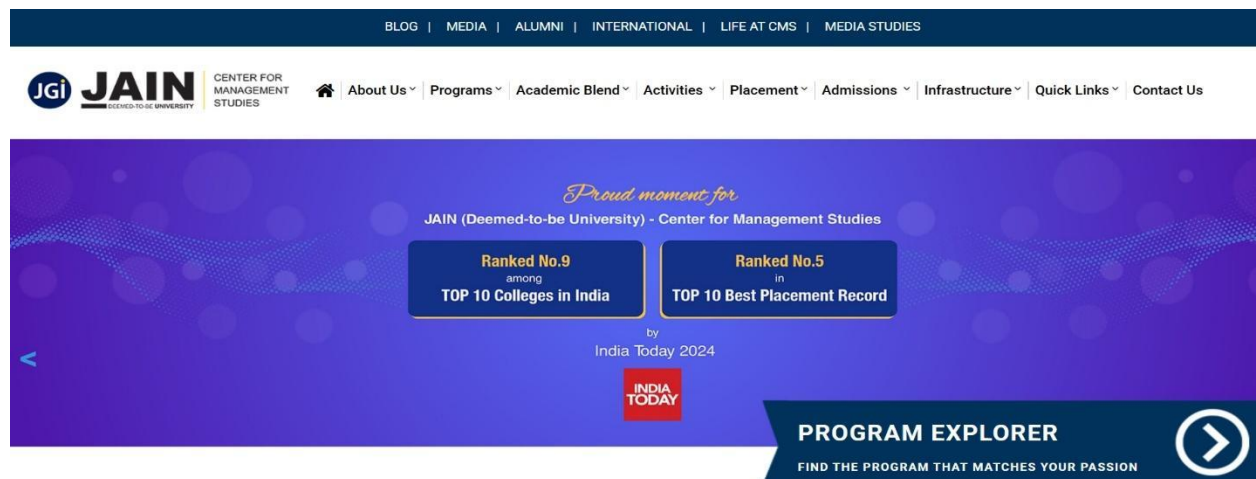 BLOG | MEDIA | ALUMNI | INTERNATIONAL | LIFE AT CMS | MEDIA STUDIES
JGi JAIN
DEEMED-TO-BE UNIVERSITY
CENTER FOR
MANAGEMENT
STUDIES
About Us Programs Academic Blend Activities Placement Admissions Infrastructure Quick Links Contact Us
Proud moment for
JAIN (Deemed-to-be University) - Center for Management Studies
Ranked No.9
among
TOP 10 Colleges in India
Ranked No.5
in
TOP 10 Best Placement Record
by
India Today 2024
INDIA
TODAY
PROGRAM EXPLORER
FIND THE PROGRAM THAT MATCHES YOUR PASSION